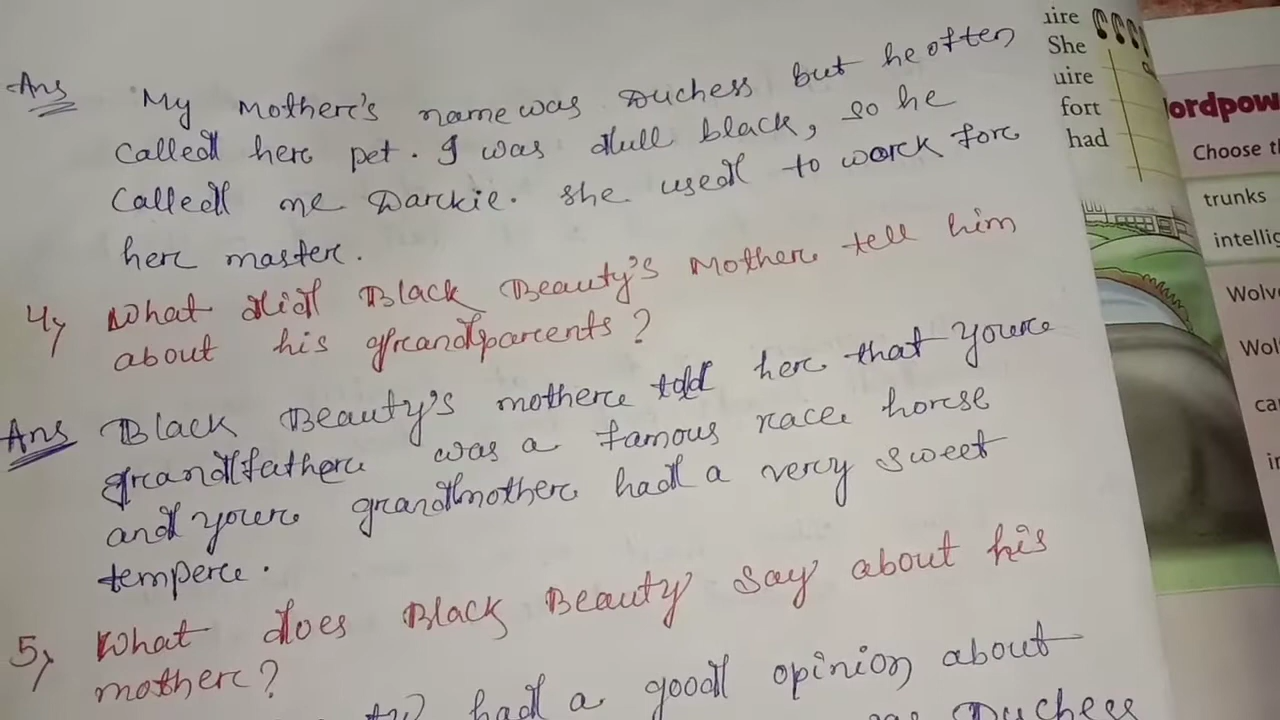 Ans My Mother's name was Duchess but he often
called her pet. I was dull black, so he
called me Darkie. she used to work for
her master.
4) What did Black Beauty's Mother tell him
about his grandparents?
Ans Black Beauty's mother told her that your
grandfather was a famous race horse
and your grandmother had a very sweet
temper.
5) What does Black Beauty say about his
mother?
had a good opinion about
Duchess
uire
She
uire
fort
had
ordpow
Choose th
trunks
intellig
Wolve
Wol
ca
in